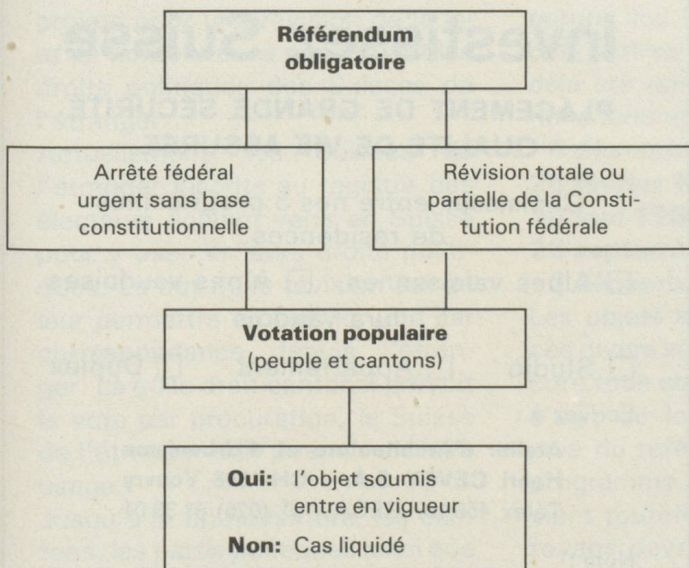 Référendum
obligatoire
Arrêté fédéral
urgent sans base
constitutionnelle
Révision totale ou
partielle de la Consti-
tution fédérale
Votation populaire
(peuple et cantons)
Oui: l'objet soumis
entre en vigueur
Non: Cas liquidé